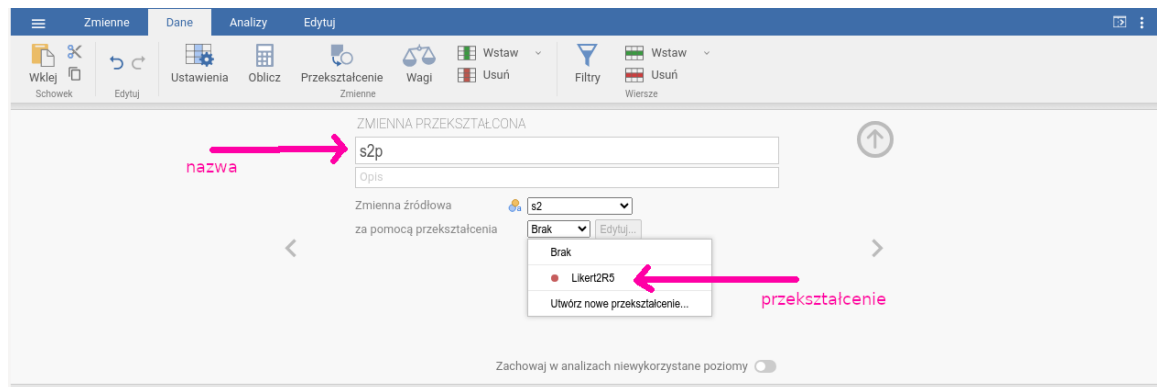 Zmienne Dane Analizy Edytuj
Wklej Ustawienia Oblicz Przekształcenie Wagi Wstaw Usuń Filtry Wstaw Usuń
Schowek Edytuj Zmienne Wiersze
ZMIENNA PRZEKSZTAŁCONA
s2p
nazwa
Opis
Zmienna źródłowa a s2
za pomocą przekształcenia Brak Edytuj...
Brak
Likert2R5
przekształcenie
Utwórz nowe przekształcenie...
Zachowaj w analizach niewykorzystane poziomy